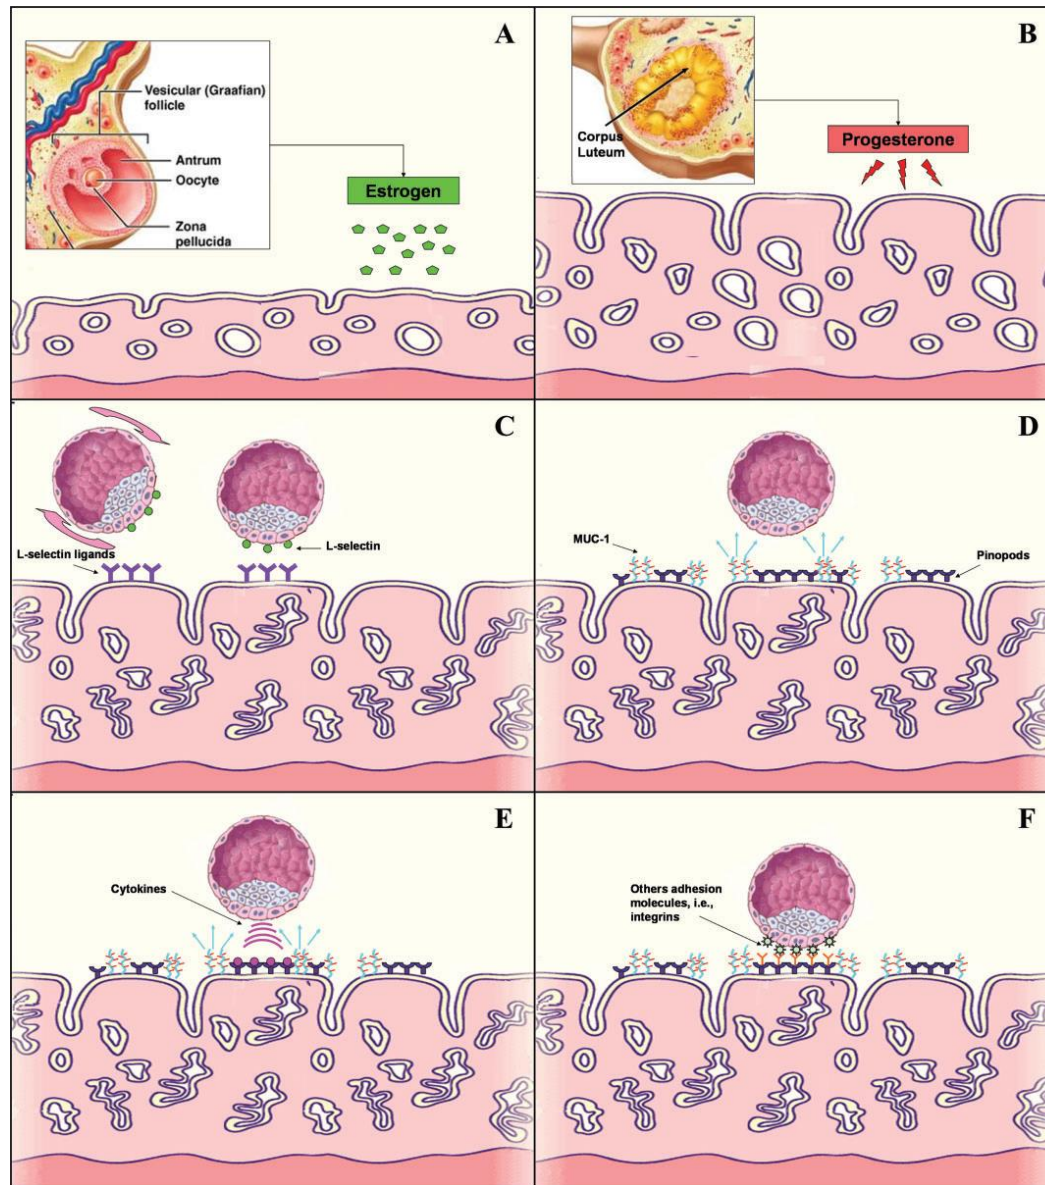 A
Vesicular (Graafian)
follicle
Antrum
Oocyte
Zona
pellucida
Estrogen
B
Corpus
Luteum
Progesterone
C
L-selectin ligands
L-selectin
D
MUC-1
Pinopods
E
Cytokines
F
Others adhesion
molecules, i.e.,
integrins